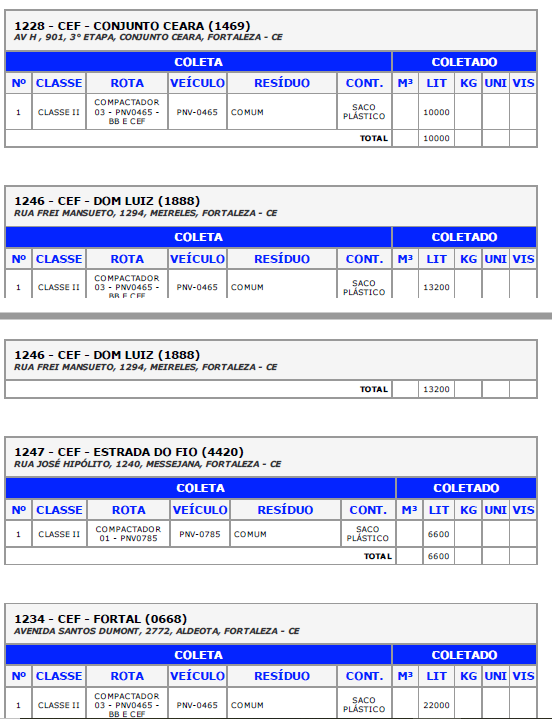 1228 - CEF - CONJUNTO CEARA (1469)
AV H , 901, 3° ETAPA, CONJUNTO CEARA, FORTALEZA - CE
COLETA COLETADO
Nº CLASSE ROTA VEÍCULO RESÍDUO CONT. M³ LIT KG UNI VIS
1 CLASSE II COMPACTADOR 03 - PNV0465 - BB E CEF PNV-0465 COMUM SACO PLÁSTICO 10000
TOTAL 10000
1246 - CEF - DOM LUIZ (1888)
RUA FREI MANSUETO, 1294, MEIRELES, FORTALEZA - CE
COLETA COLETADO
Nº CLASSE ROTA VEÍCULO RESÍDUO CONT. M³ LIT KG UNI VIS
1 CLASSE II COMPACTADOR 03 - PNV0465 - BB E CEF PNV-0465 COMUM SACO PLÁSTICO 13200
1246 - CEF - DOM LUIZ (1888)
RUA FREI MANSUETO, 1294, MEIRELES, FORTALEZA - CE
TOTAL 13200
1247 - CEF - ESTRADA DO FIO (4420)
RUA JOSÉ HIPÓLITO, 1240, MESSEJANA, FORTALEZA - CE
COLETA COLETADO
Nº CLASSE ROTA VEÍCULO RESÍDUO CONT. M³ LIT KG UNI VIS
1 CLASSE II COMPACTADOR 01 - PNV0785 PNV-0785 COMUM SACO PLÁSTICO 6600
TOTAL 6600
1234 - CEF - FORTAL (0668)
AVENIDA SANTOS DUMONT, 2772, ALDEOTA, FORTALEZA - CE
COLETA COLETADO
Nº CLASSE ROTA VEÍCULO RESÍDUO CONT. M³ LIT KG UNI VIS
1 CLASSE II COMPACTADOR 03 - PNV0465 - BB E CEF PNV-0465 COMUM SACO PLÁSTICO 22000